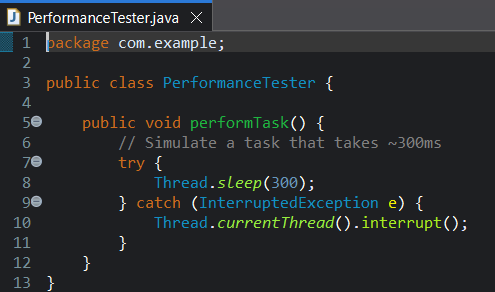 PerformanceTester.java
1 package com.example;
2
3 public class PerformanceTester {
4
5 public void performTask() {
6 // Simulate a task that takes ~300ms
7 try {
8 Thread.sleep(300);
9 } catch (InterruptedException e) {
10 Thread.currentThread().interrupt();
11 }
12 }
13 }